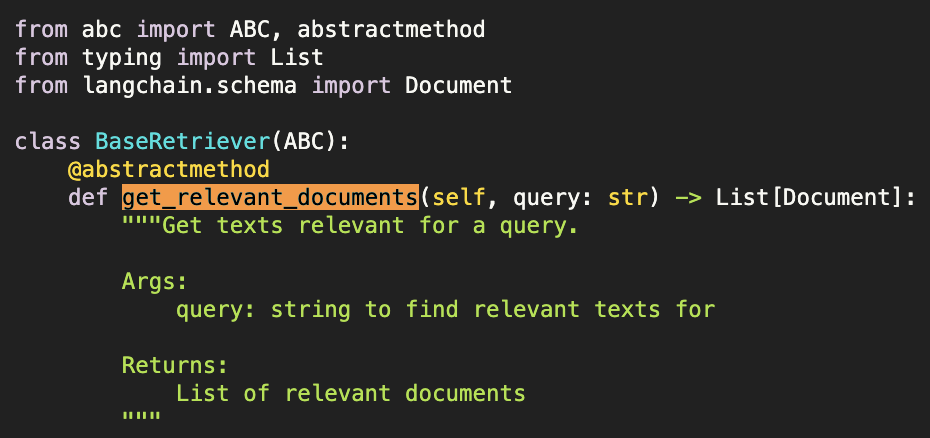 from abc import ABC, abstractmethod
from typing import List
from langchain.schema import Document

class BaseRetriever(ABC):
    @abstractmethod
    def get_relevant_documents(self, query: str) -> List[Document]:
        """Get texts relevant for a query.

        Args:
            query: string to find relevant texts for

        Returns:
            List of relevant documents
        """